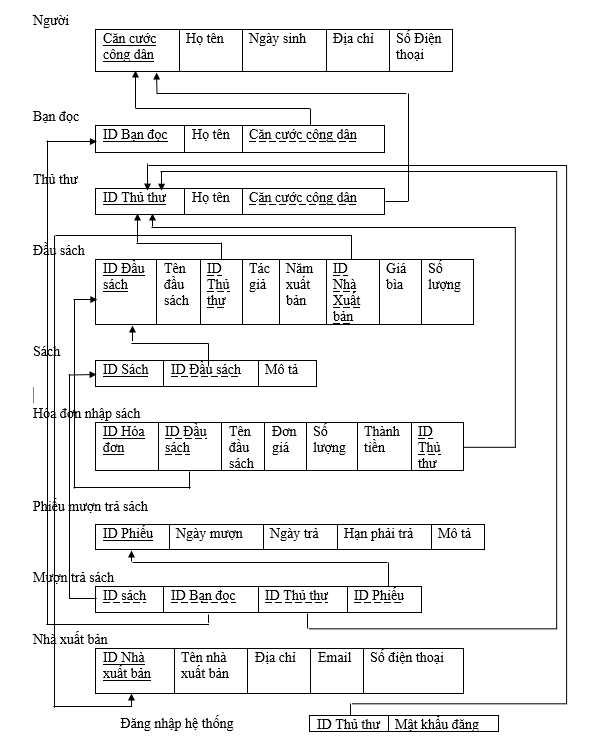 Người
Căn cước công dân
Họ tên
Ngày sinh
Địa chỉ
Số Điện thoại
Bạn đọc
ID Bạn đọc
Họ tên
Căn cước công dân
Thủ thư
ID Thủ thư
Họ tên
Căn cước công dân
Đầu sách
ID Đầu sách
Tên đầu sách
ID Thủ thư
Tác giả
Năm xuất bản
ID Nhà Xuất bản
Giá bìa
Số lượng
Sách
ID Sách
ID Đầu sách
Mô tả
Hóa đơn nhập sách
ID Hóa đơn
ID Đầu sách
Tên đầu sách
Đơn giá
Số lượng
Thành tiền
ID Thủ thư
Phiếu mượn trả sách
ID Phiếu
Ngày mượn
Ngày trả
Hạn phải trả
Mô tả
Mượn trả sách
ID sách
ID Bạn đọc
ID Thủ thư
ID Phiếu
Nhà xuất bản
ID Nhà xuất bản
Tên nhà xuất bản
Địa chỉ
Email
Số điện thoại
Đăng nhập hệ thống
ID Thủ thư
Mật khẩu đăng